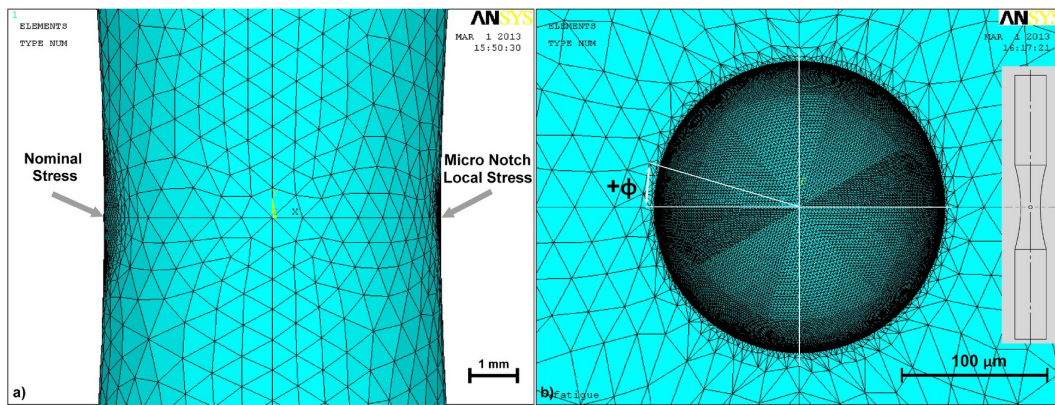 1
ELEMENTS
TYPE NUM
ANSYS
MAR 1 2013
15:50:30
Nominal
Stress
Micro Notch
Local Stress
X
1 mm
a)
ELEMENTS
TYPE NUM
ANSYS
MAR 1 2013
16:17:21
+ϕ
100 μm
b)
fatigue